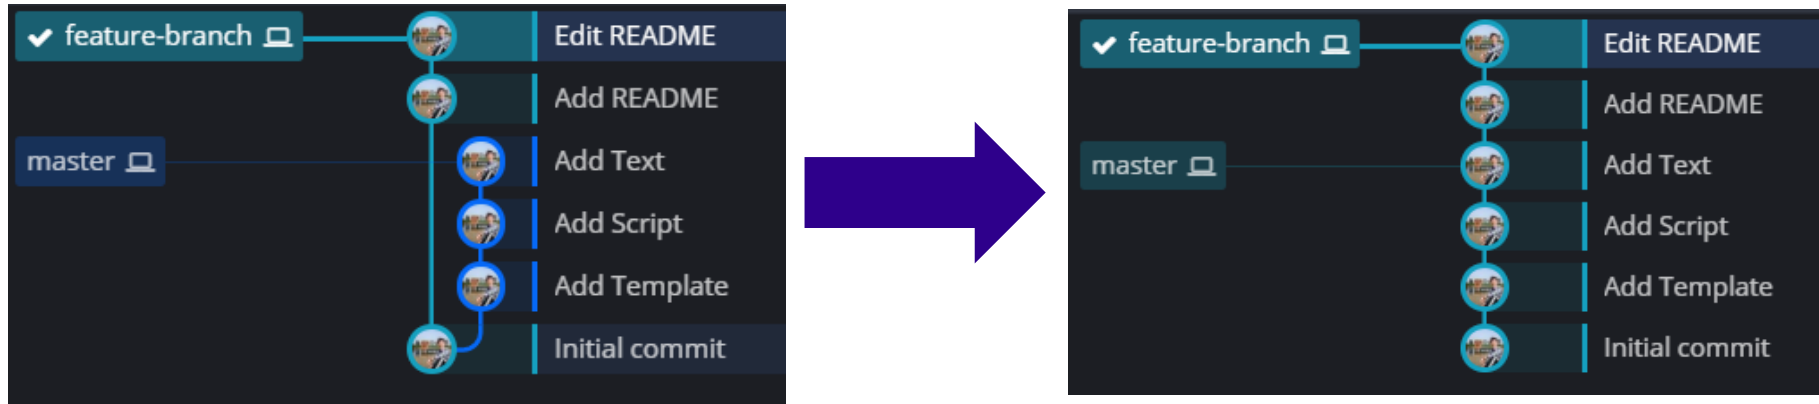 feature-branch Edit README
Add README
master Add Text
Add Script
Add Template
Initial commit
feature-branch Edit README
Add README
master Add Text
Add Script
Add Template
Initial commit